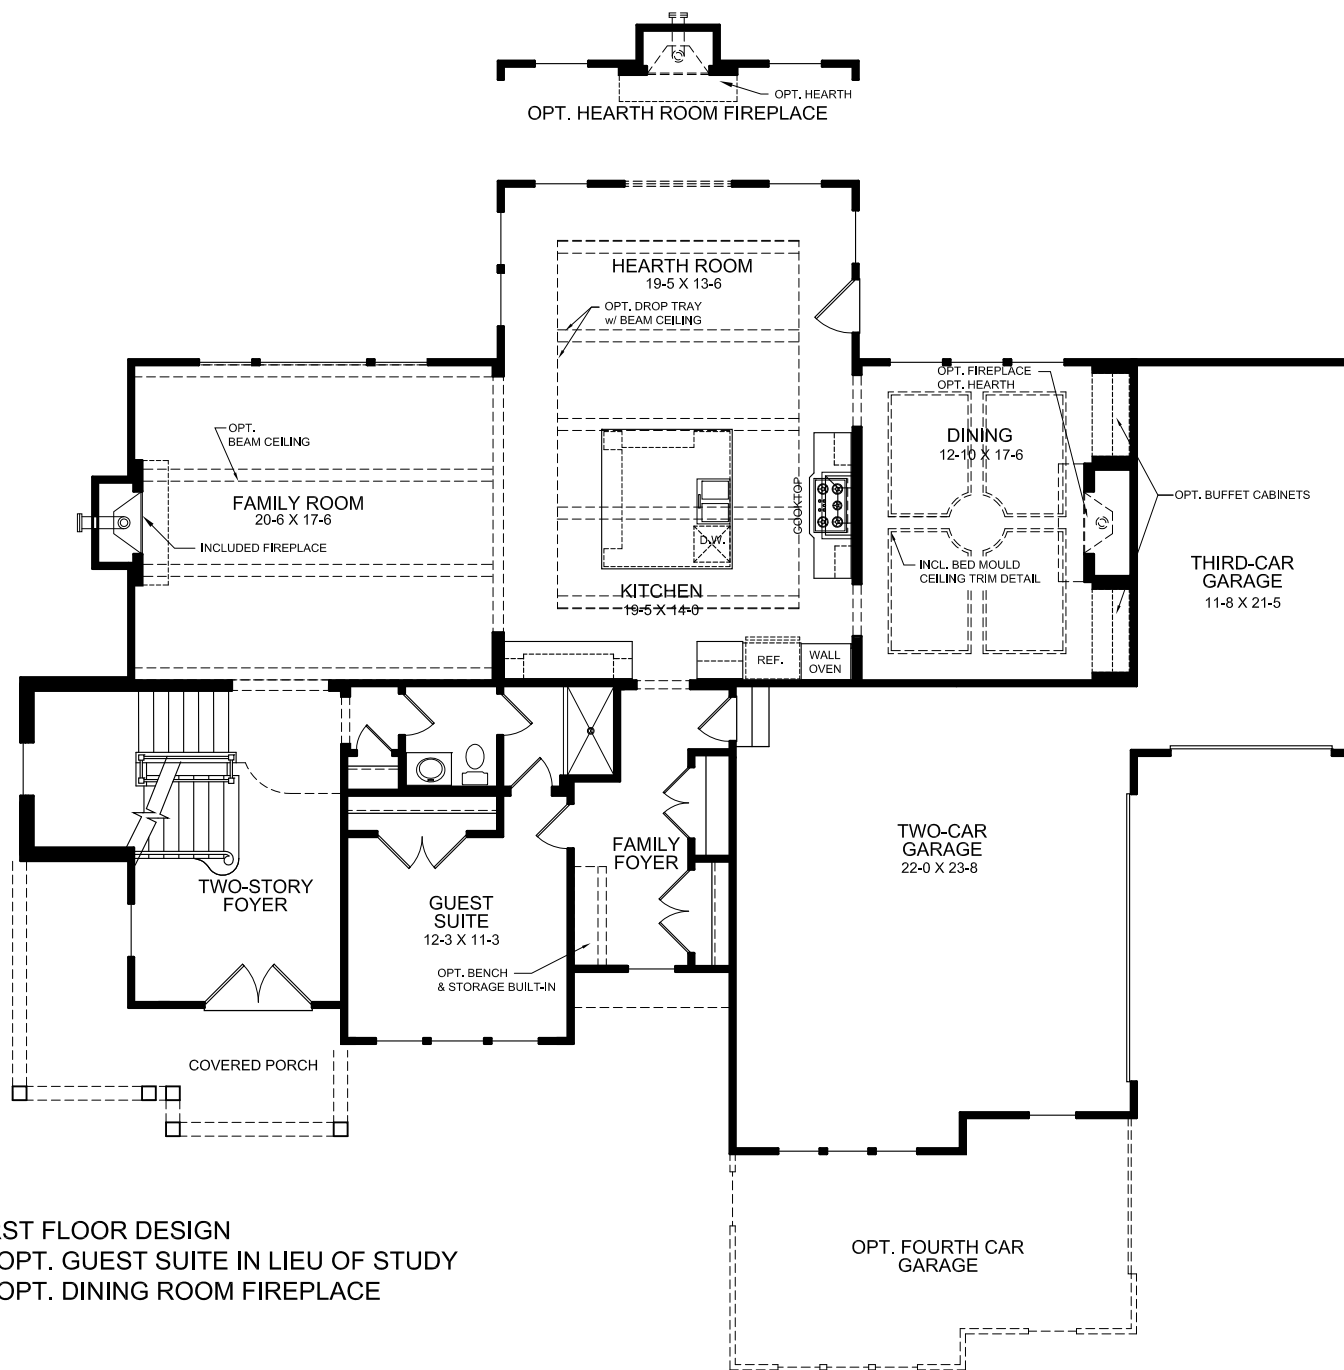 OPT. HEARTH
OPT. HEARTH ROOM FIREPLACE
HEARTH ROOM
19-5 X 13-6
OPT. DROP TRAY
w/ BEAM CEILING
OPT. FIREPLACE
OPT. HEARTH
OPT.
BEAM CEILING
DINING
12-10 X 17-6
FAMILY ROOM
20-6 X 17-6
COOKTOP
OPT. BUFFET CABINETS
INCLUDED FIREPLACE
D.W.
INCL. BED MOULD
CEILING TRIM DETAIL
THIRD-CAR
GARAGE
11-8 X 21-5
KITCHEN
19-5 X 14-0
REF.
WALL
OVEN
TWO-CAR
GARAGE
22-0 X 23-8
FAMILY
FOYER
TWO-STORY
FOYER
GUEST
SUITE
12-3 X 11-3
OPT. BENCH
& STORAGE BUILT-IN
COVERED PORCH
RST FLOOR DESIGN
OPT. GUEST SUITE IN LIEU OF STUDY
OPT. DINING ROOM FIREPLACE
OPT. FOURTH CAR
GARAGE